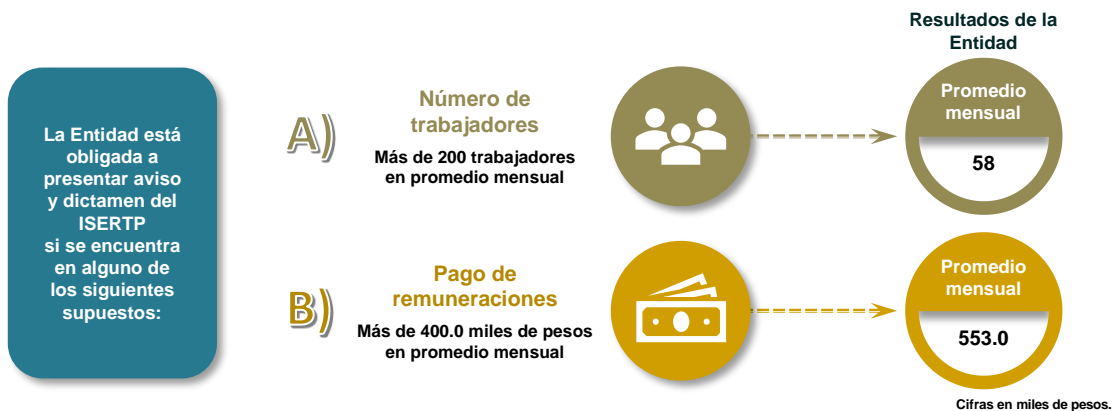 Resultados de la
Entidad
La Entidad está
obligada a
presentar aviso
y dictamen del
ISERTP
si se encuentra
en alguno de
los siguientes
supuestos:
A)
Número de
trabajadores
Más de 200 trabajadores
en promedio mensual
Promedio
mensual
58
B)
Pago de
remuneraciones
Más de 400.0 miles de pesos
en promedio mensual
Promedio
mensual
553.0
Cifras en miles de pesos.